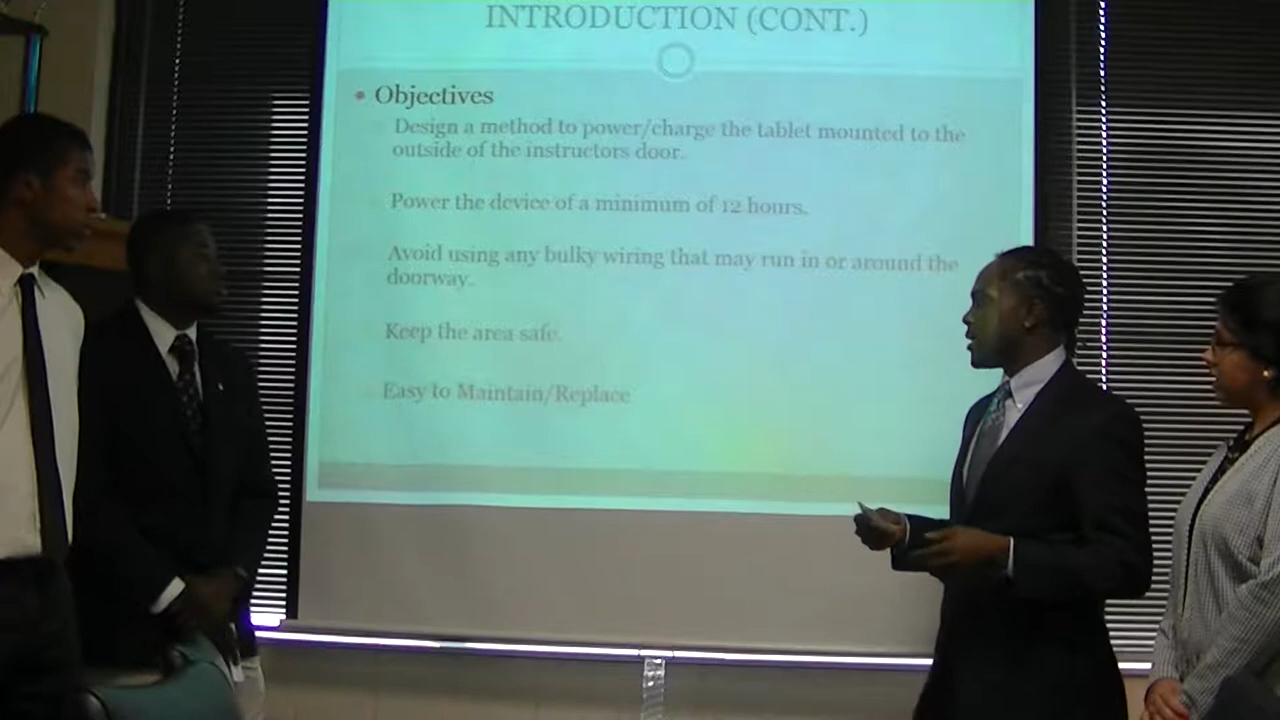 INTRODUCTION (CONT.)
• Objectives
Design a method to power/charge the tablet mounted to the
outside of the instructors door.
Power the device of a minimum of 12 hours.
Avoid using any bulky wiring that may run in or around the
doorway.
Keep the area safe.
Easy to Maintain/Replace